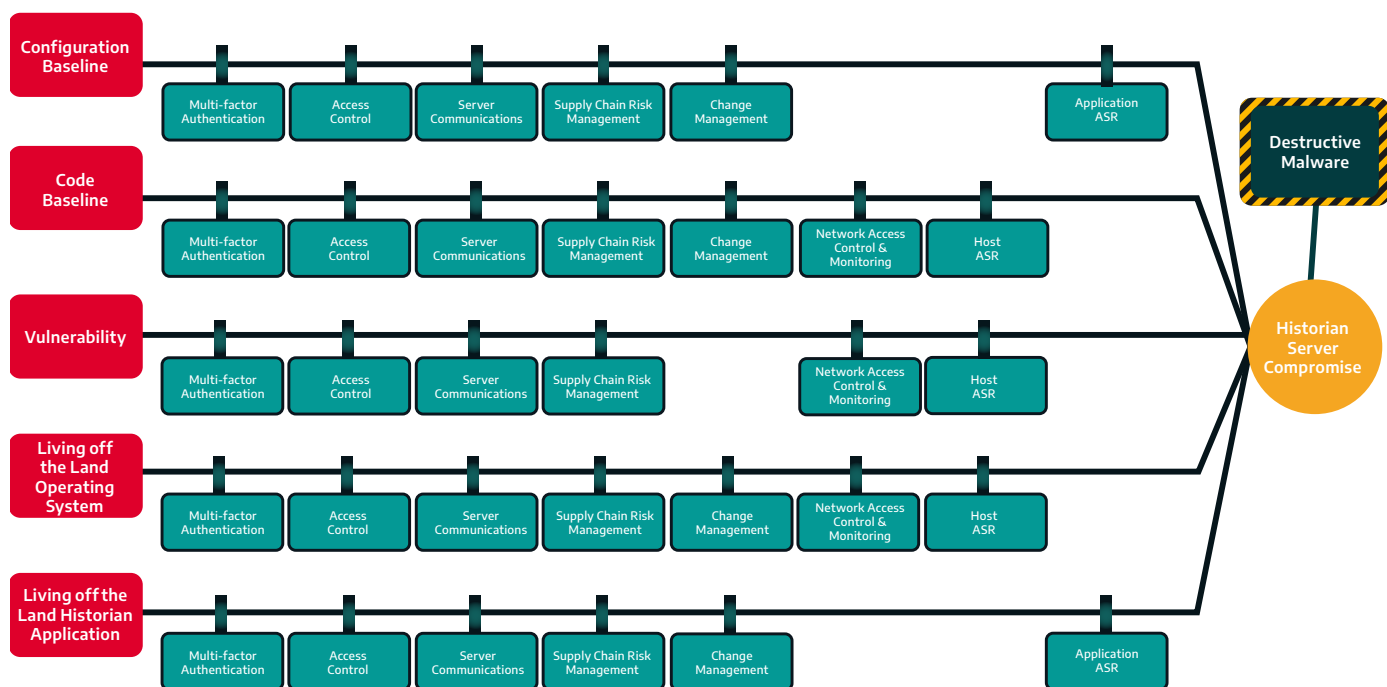 Configuration
Baseline
Multi-factor
Authentication
Access
Control
Server
Communications
Supply Chain Risk
Management
Change
Management
Application
ASR
Destructive
Malware
Code
Baseline
Multi-factor
Authentication
Access
Control
Server
Communications
Supply Chain Risk
Management
Change
Management
Network Access
Control &
Monitoring
Host
ASR
Vulnerability
Multi-factor
Authentication
Access
Control
Server
Communications
Supply Chain Risk
Management
Network Access
Control &
Monitoring
Host
ASR
Historian
Server
Compromise
Living off
the Land
Operating
System
Multi-factor
Authentication
Access
Control
Server
Communications
Supply Chain Risk
Management
Change
Management
Network Access
Control &
Monitoring
Host
ASR
Living off the
Land Historian
Application
Multi-factor
Authentication
Access
Control
Server
Communications
Supply Chain Risk
Management
Change
Management
Application
ASR